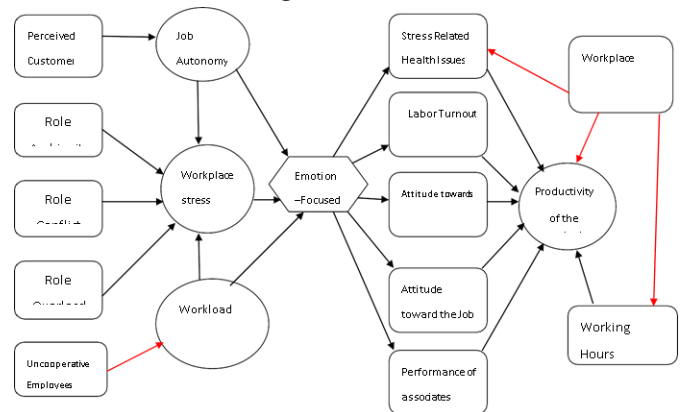 Perceived
Customer
Job
Autonomy
Stress Related
Health Issues
Workplace
Role
Labor Turnout
Workplace
stress
Emotion
–Focused
Role
Attitude towards
Productivity
of the
Role
Workload
Attitude
toward the Job
Working
Hours
Uncooperative
Employees
Performance of
associates